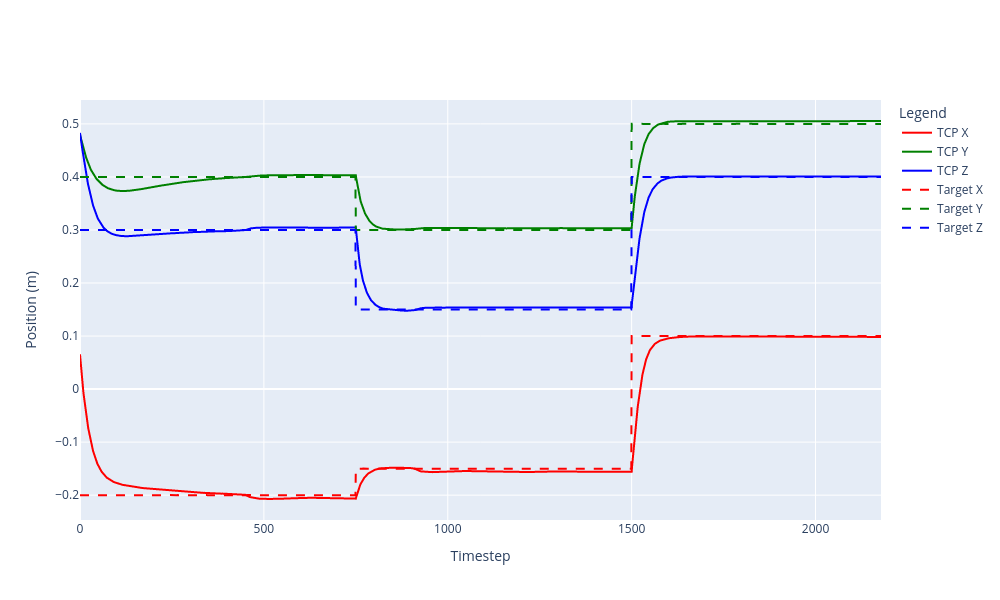 Legend
TCP X
TCP Y
TCP Z
Target X
Target Y
Target Z
Position (m)
0.5
0.4
0.3
0.2
0.1
0
−0.1
−0.2
0 500 1000 1500 2000
Timestep